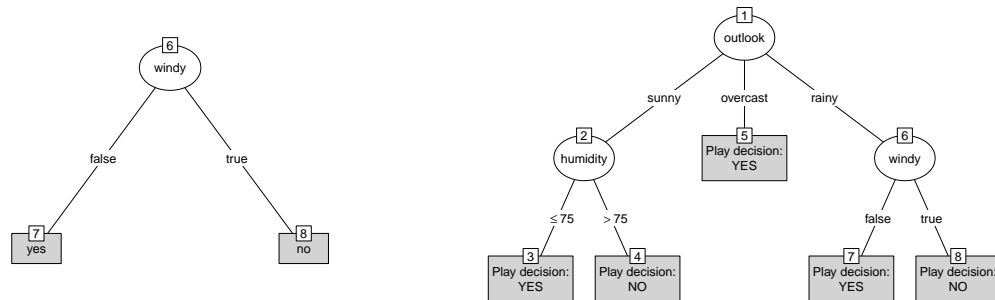 6
windy
false
true
7
yes
8
no
1
outlook
sunny
overcast
rainy
2
humidity
5
Play decision:
YES
6
windy
≤ 75
> 75
false
true
3
Play decision:
YES
4
Play decision:
NO
7
Play decision:
YES
8
Play decision:
NO